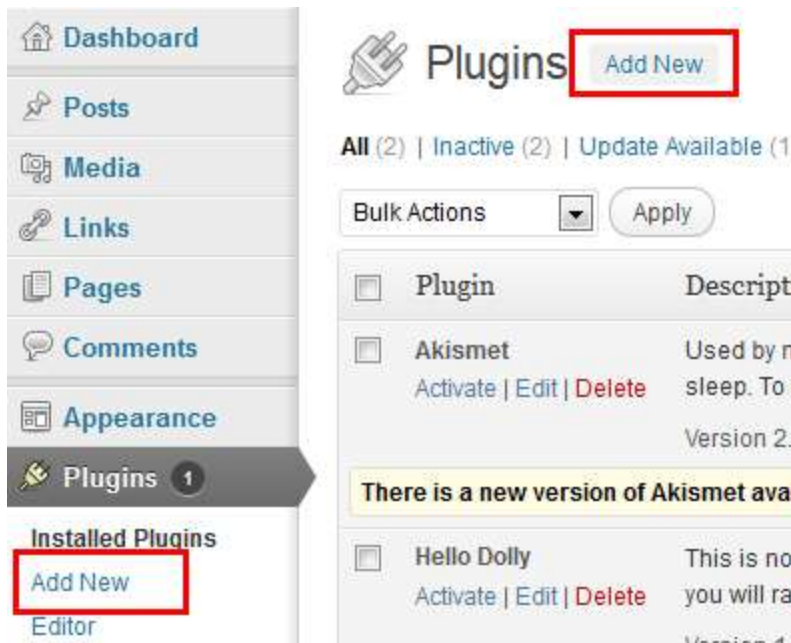 Dashboard
Posts
Media
Links
Pages
Comments
Appearance
Plugins 1
Installed Plugins
Add New
Editor
Plugins Add New
All (2) | Inactive (2) | Update Available (1
Bulk Actions Apply
Plugin Descript
Akismet Used by
Activate | Edit | Delete sleep. To
Version 2.
There is a new version of Akismet ava
Hello Dolly This is no
Activate | Edit | Delete you will ra